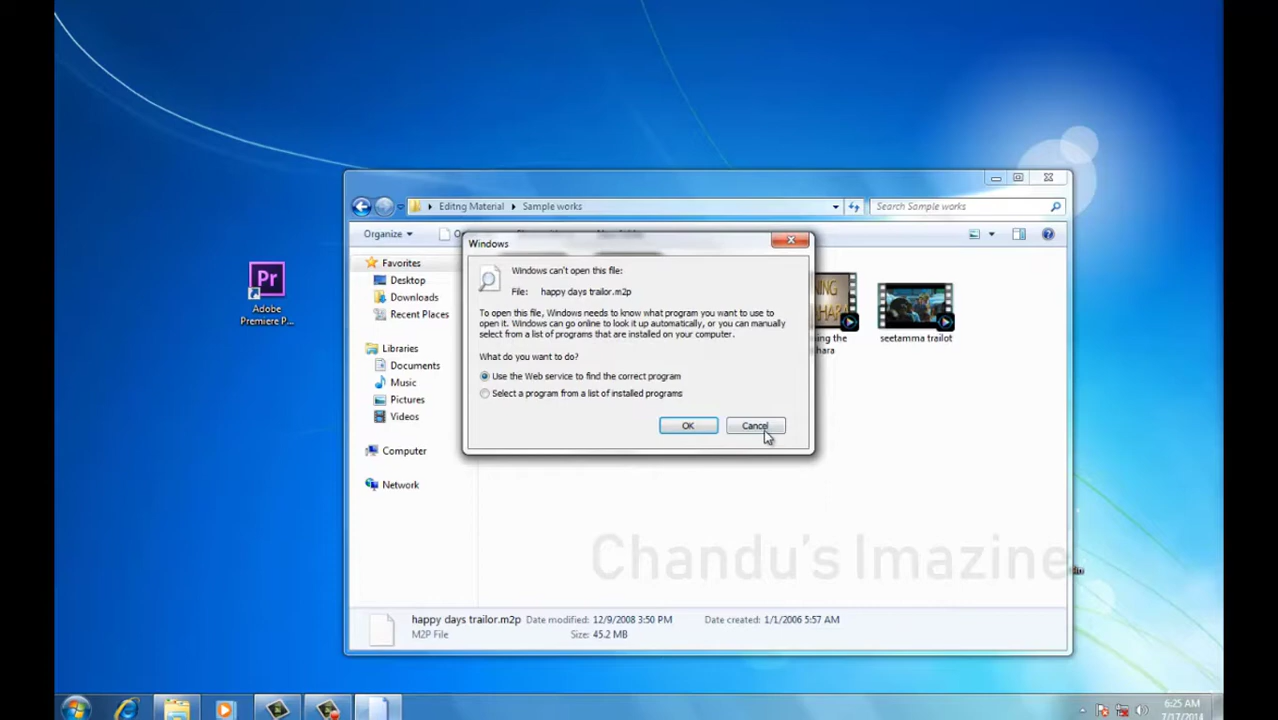 Editng Material
Sample works
Search Sample works
Organize
Windows
Windows can't open this file:
File: happy days trailor.m2p
To open this file, Windows needs to know what program you want to use to
open it. Windows can go online to look it up automatically, or you can manually
select from a list of programs that are installed on your computer.
What do you want to do?
Use the Web service to find the correct program
Select a program from a list of installed programs
OK
Cancel
Pr
Adobe
Premiere P...
Favorites
Desktop
Downloads
Recent Places
Libraries
Documents
Music
Pictures
Videos
Computer
Network
seetamma trailot
Chandu's Imazine
happy days trailor.m2p Date modified: 12/9/2008 3:50 PM Date created: 1/1/2006 5:57 AM
M2P File Size: 45.2 MB
6:25 AM
7/17/2014